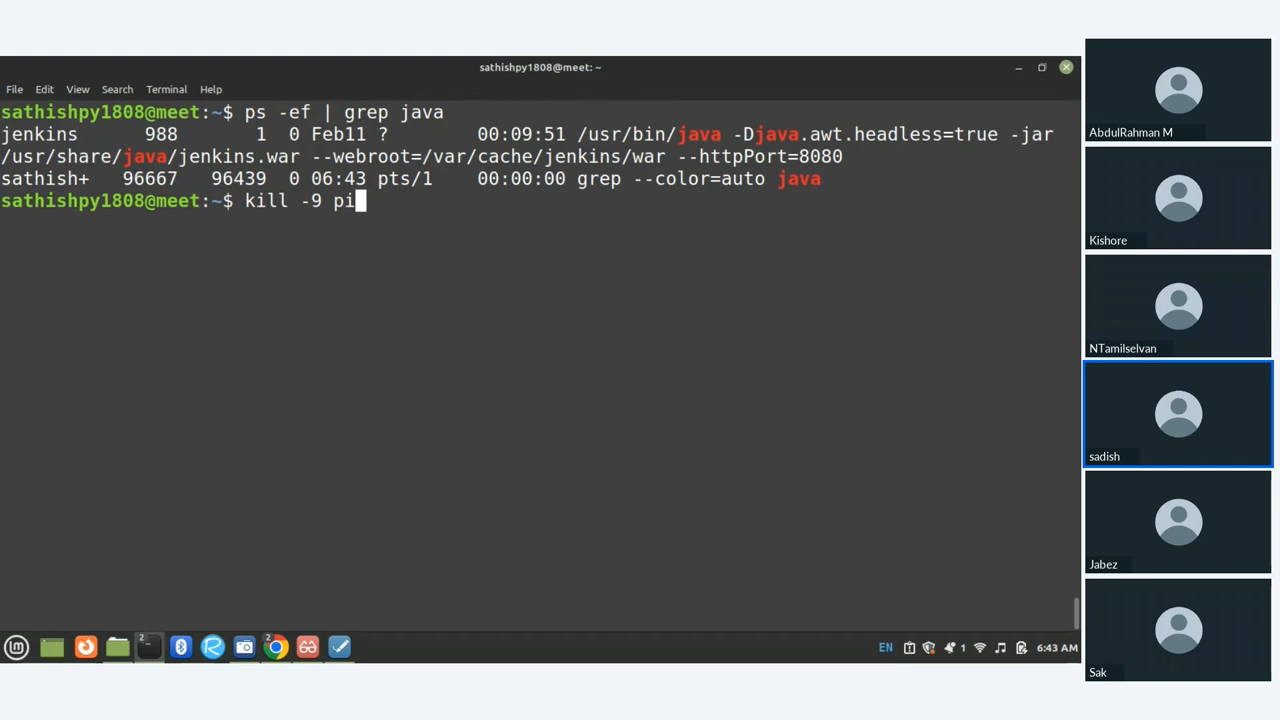 sathishpy1808@meet: ~
File Edit View Search Terminal Help
sathishpy1808@meet:~$ ps -ef | grep java
jenkins 988 1 0 Feb11 ? 00:09:51 /usr/bin/java -Djava.awt.headless=true -jar
/usr/share/java/jenkins.war --webroot=/var/cache/jenkins/war --httpPort=8080
sathish+ 96667 96439 0 06:43 pts/1 00:00:00 grep --color=auto java
sathishpy1808@meet:~$ kill -9 pi
2 2 EN 1 6:43 AM
AbdulRahman M
Kishore
NTamilselvan
sadish
Jabez
Sak